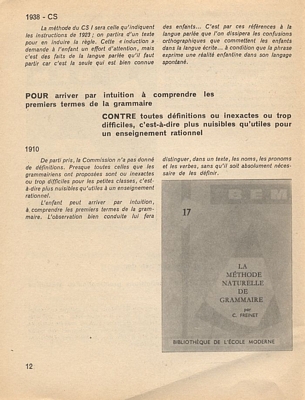 1938 - CS
La méthode du CS I sera celle qu'indiquent
les instructions de 1923 ; on partira d'un texte
pour en induire la règle. Cette « induction »
demande à l'enfant un effort d'attention, mais
c'est des faits de la langue parlée qu'il faut
partir car c'est la seule qui est bien connue
des enfants... C'est par ces références à la
langue parlée que l'on dissipera les confusions
orthographiques que commettent les enfants
dans la langue écrite... à condition que la phrase
exprime une réalité enfantine dans son langage
spontané.
POUR arriver par intuition à comprendre les
premiers termes de la grammaire
CONTRE toutes définitions ou inexactes ou trop
difficiles, c'est-à-dire plus nuisibles qu'utiles pour
un enseignement rationnel
1910
De parti pris, la Commission n'a pas donné
de définitions. Presque toutes celles que les
grammairiens ont proposées sont ou inexactes
ou trop difficiles pour les petites classes, c'est-
à-dire plus nuisibles qu'utiles à un enseignement
rationnel.
L'enfant peut arriver par intuition,
à comprendre les premiers termes de la gram-
maire. L'observation bien conduite lui fera
distinguer, dans un texte, les noms, les pronoms
et les verbes, sans qu'il soit absolument néces-
saire de les définir.
BEM
17
LA
MÉTHODE
NATURELLE
DE
GRAMMAIRE
par
C. FREINET
BIBLIOTHÈQUE DE L'ÉCOLE MODERNE
12